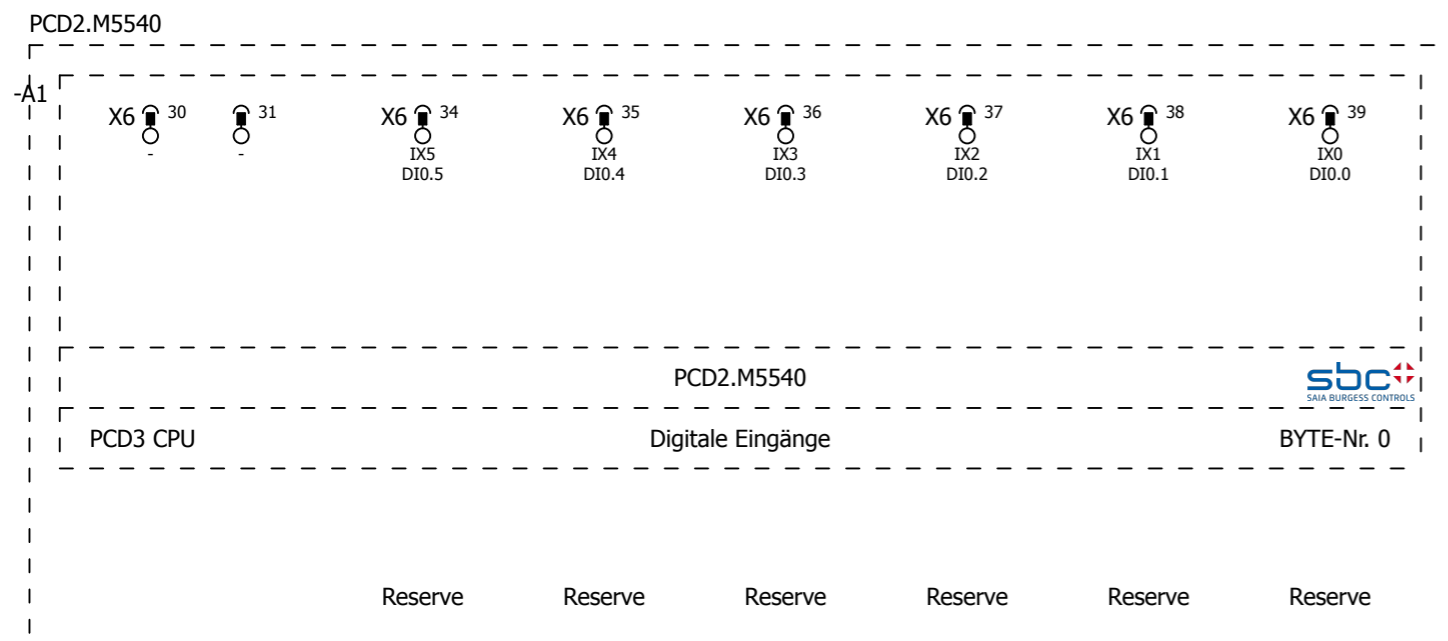 PCD2.M5540
-A1
X6 30 31 X6 34 X6 35 X6 36 X6 37 X6 38 X6 39
- - IX5 IX4 IX3 IX2 IX1 IX0
DI0.5 DI0.4 DI0.3 DI0.2 DI0.1 DI0.0
PCD2.M5540
sbc
SAIA BURGESS CONTROLS
PCD3 CPU Digitale Eingänge BYTE-Nr. 0
Reserve Reserve Reserve Reserve Reserve Reserve